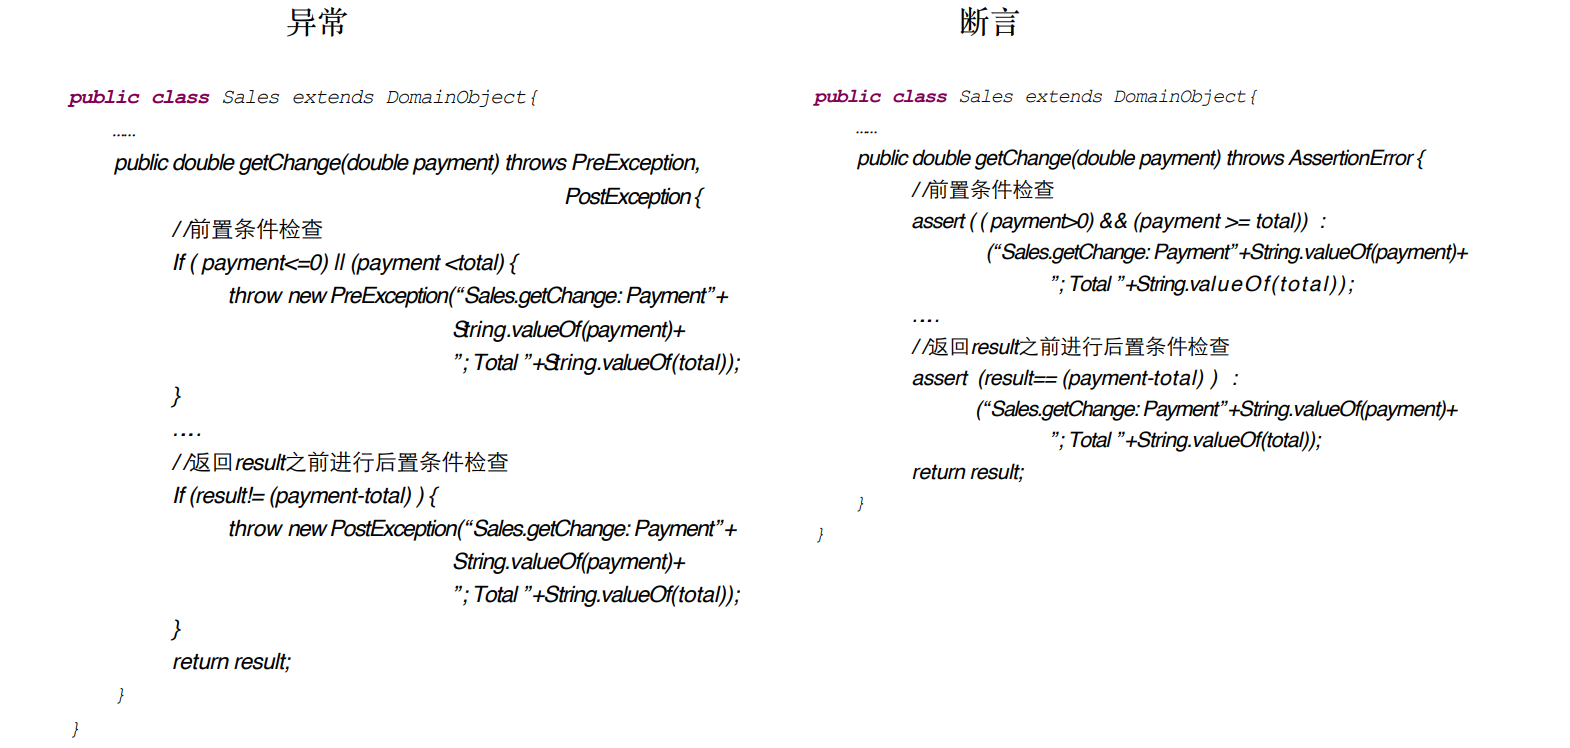 异常
public class Sales extends DomainObject{
……
public double getChange(double payment) throws PreException,
PostException{
//前置条件检查
If ( payment<=0) || (payment <total) {
throw new PreException(“Sales.getChange: Payment”+
String.valueOf(payment)+
”; Total ”+String.valueOf(total));
}
....
//返回result之前进行后置条件检查
If (result!= (payment-total) ) {
throw new PostException(“Sales.getChange: Payment”+
String.valueOf(payment)+
”; Total ”+String.valueOf(total));
}
return result;
}
}
断言
public class Sales extends DomainObject{
……
public double getChange(double payment) throws AssertionError {
//前置条件检查
assert ( ( payment>0) && (payment >= total)) :
(“Sales.getChange: Payment”+String.valueOf(payment)+
”; Total ”+String.valueOf(total));
....
//返回result之前进行后置条件检查
assert (result== (payment-total) ) :
(“Sales.getChange: Payment”+String.valueOf(payment)+
”; Total ”+String.valueOf(total));
return result;
}
}